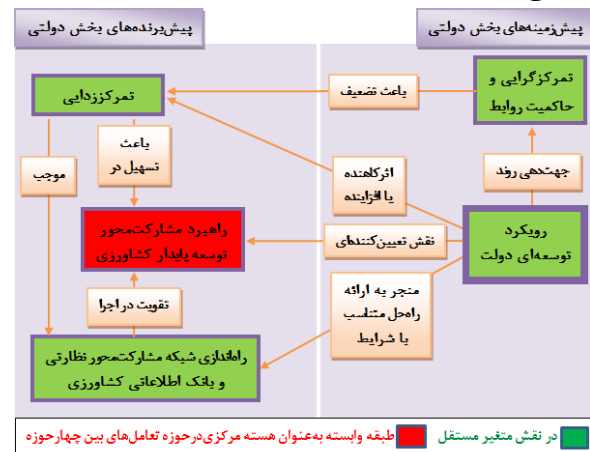 پیش‌زمینه‌های بخش دولتی
پیش‌برنده‌های بخش دولتی
تمرکزگرایی و
حاکمیت روابط
باعث تضعیف
تمرکززدایی
جهت‌دهی روند
اثرکاهنده
یا افزاینده
باعث
تسهیل در
موجب
رویکرد
توسعه‌ای دولت
نقش تعیین‌کننده‌ای
راهبرد مشارکت‌محور
توسعه پایدار کشاورزی
منجر به ارائه
راه‌حل متناسب
با شرایط
تقویت در اجرا
راه‌اندازی شبکه مشارکت‌محور نظارتی
و بانک اطلاعاتی کشاورزی
در نقش متغیر مستقل
طبقه وابسته به‌عنوان هسته مرکزی درحوزه تعامل‌های بین چهارحوزه